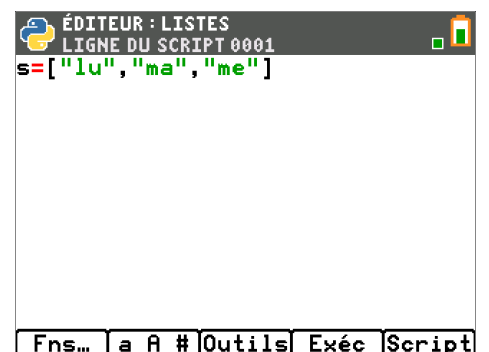 ÉDITEUR : LISTES
LIGNE DU SCRIPT 0001
s=["lu","ma","me"]
Fns… a A # Outils Exéc Script